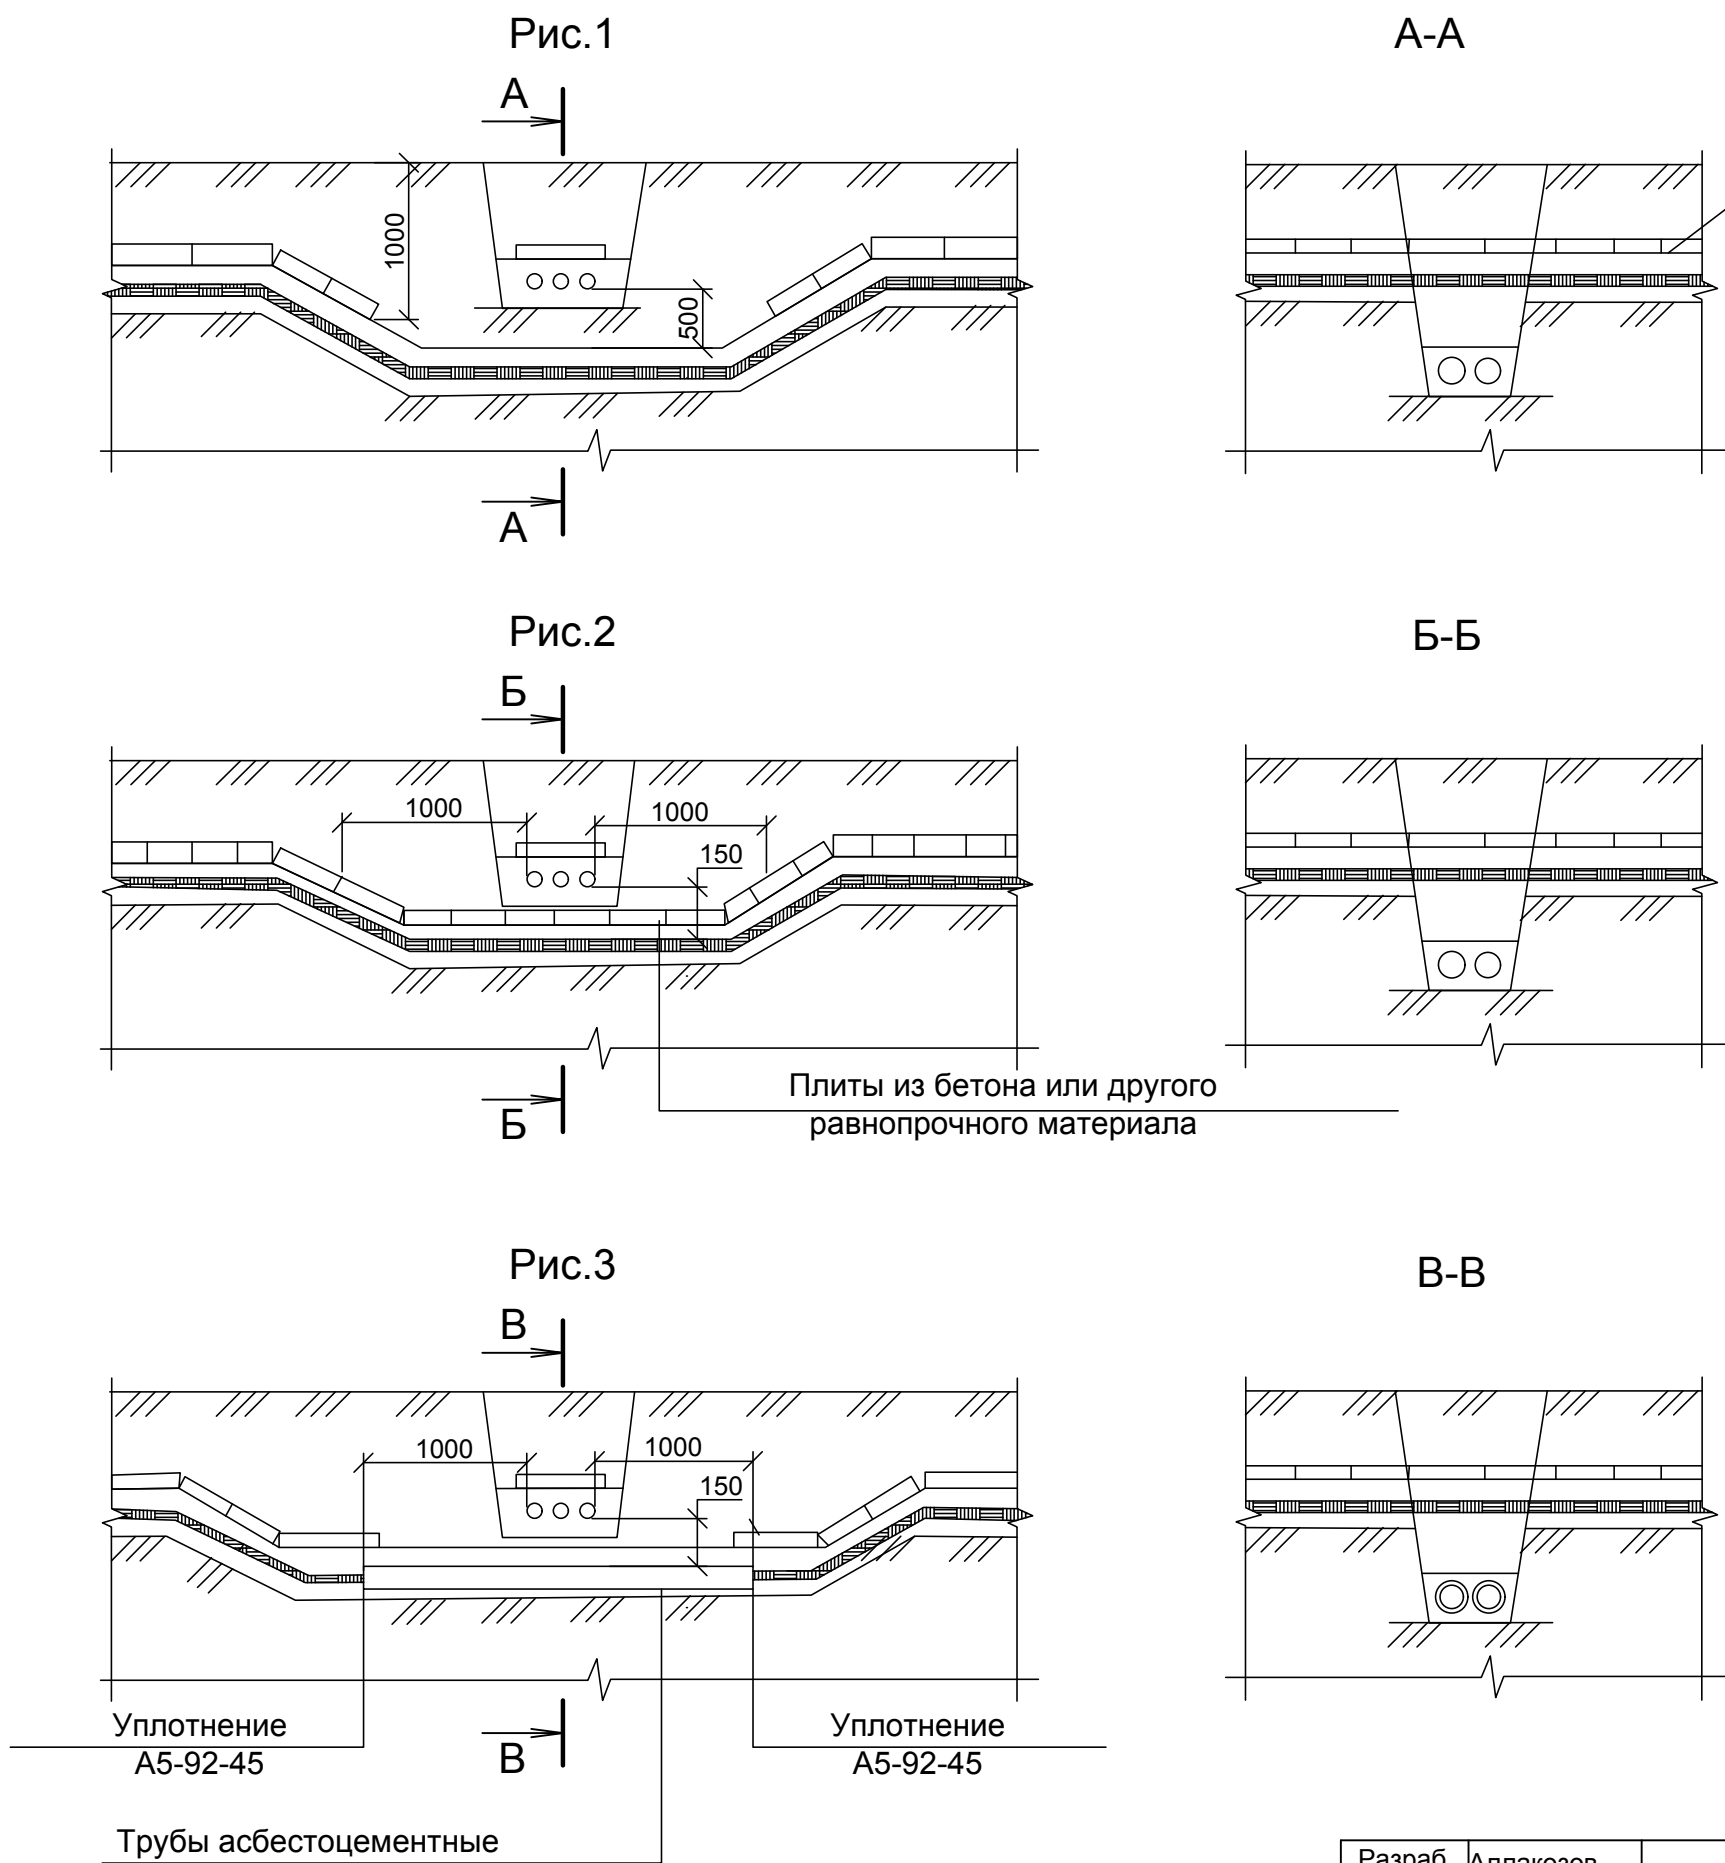 Рис.1
А-А
А
1000
500
А
Рис.2
Б-Б
Б
1000
1000
150
Плиты из бетона или другого
равнопрочного материала
Б
Рис.3
В-В
В
1000
1000
150
Уплотнение
А5-92-45
В
Уплотнение
А5-92-45
Трубы асбестоцементные
Разраб